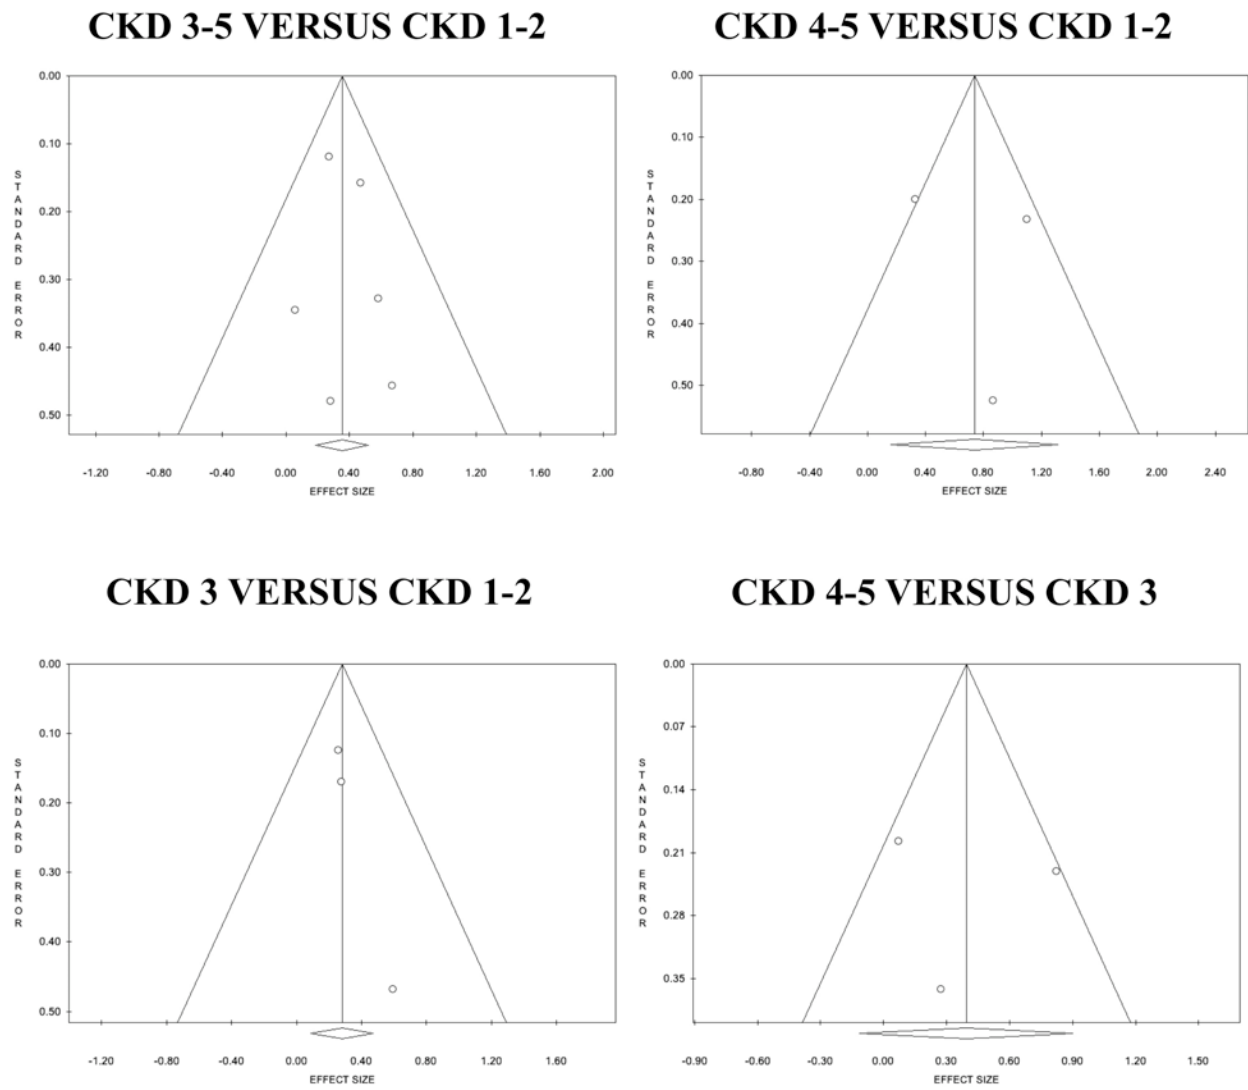 CKD 3-5 VERSUS CKD 1-2
0.00
0.10
0.20
0.30
0.40
0.50
STANDARD ERROR
-1.20 -0.80 -0.40 0.00 0.40 0.80 1.20 1.60 2.00
EFFECT SIZE
CKD 4-5 VERSUS CKD 1-2
0.00
0.10
0.20
0.30
0.40
0.50
STANDARD ERROR
-0.80 -0.40 0.00 0.40 0.80 1.20 1.60 2.00 2.40
EFFECT SIZE
CKD 3 VERSUS CKD 1-2
0.00
0.10
0.20
0.30
0.40
0.50
STANDARD ERROR
-1.20 -0.80 -0.40 0.00 0.40 0.80 1.20 1.60
EFFECT SIZE
CKD 4-5 VERSUS CKD 3
0.00
0.07
0.14
0.21
0.28
0.35
STANDARD ERROR
-0.90 -0.60 -0.30 0.00 0.30 0.60 0.90 1.20 1.50
EFFECT SIZE